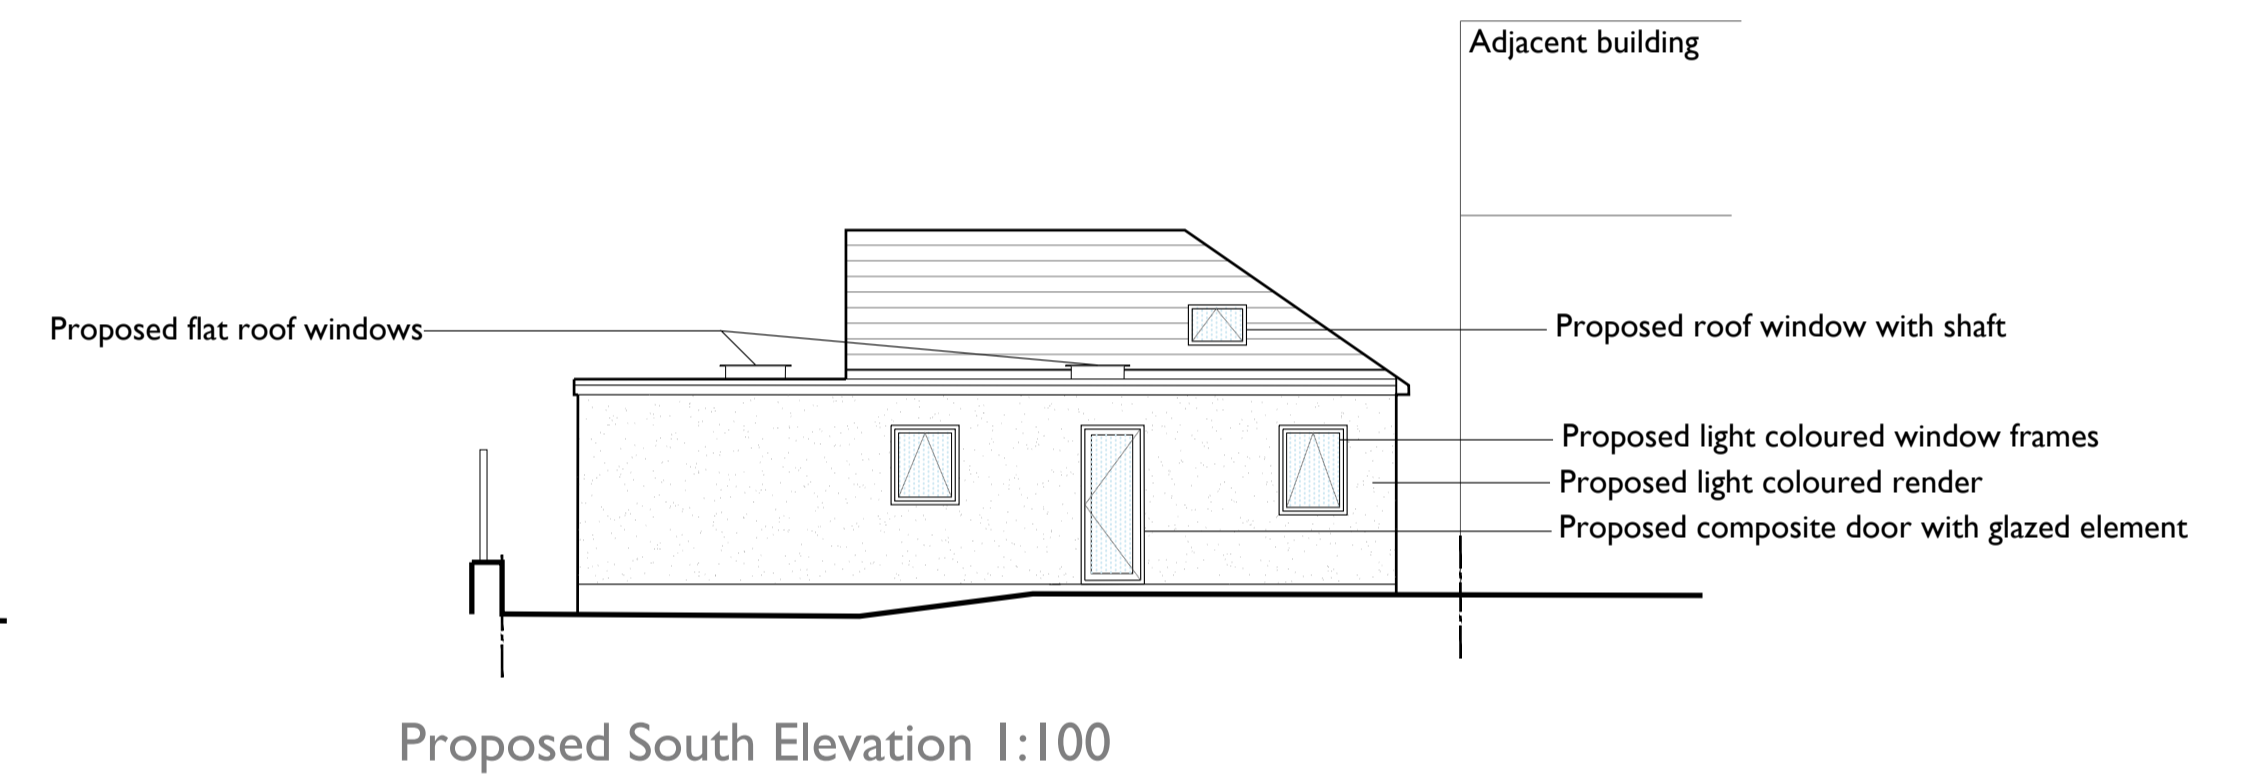 Adjacent building
Proposed flat roof windows
Proposed roof window with shaft
Proposed light coloured window frames
Proposed light coloured render
Proposed composite door with glazed element
Proposed South Elevation 1:100